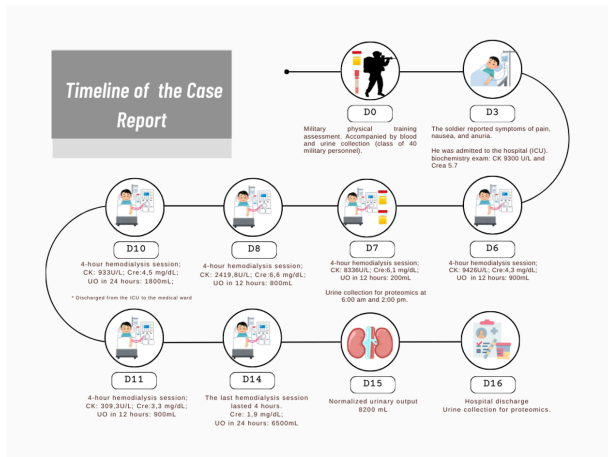 Timeline of the Case
Report
D0
Military physical training
assessment. Accompanied by blood
and urine collection (class of 40
military personnel).
D3
The soldier reported symptoms of pain,
nausea, and anuria.
He was admitted to the hospital (ICU).
biochemistry exam: CK 9300 U/L and
Crea 5.7
D10
4-hour hemodialysis session;
CK: 933U/L; Cre:4,5 mg/dL;
UO in 24 hours: 1800mL;
* Discharged from the ICU to the medical ward
D8
4-hour hemodialysis session;
CK: 2419,8U/L; Cre:6,6 mg/dL;
UO in 12 hours: 800mL
D7
4-hour hemodialysis session;
CK: 8336U/L; Cre:6,1 mg/dL;
UO in 12 hours: 200mL
Urine collection for proteomics at
6:00 am and 2:00 pm.
D6
4-hour hemodialysis session;
CK: 9426U/L; Cre:4,3 mg/dL;
UO in 12 hours: 900mL
D11
4-hour hemodialysis session;
CK: 309,3U/L; Cre:3,3 mg/dL;
UO in 12 hours: 900mL
D14
The last hemodialysis session
lasted 4 hours.
Cre: 1,9 mg/dL;
UO in 24 hours: 6500mL
D15
Normalized urinary output
8200 mL
D16
Hospital discharge
Urine collection for proteomics.